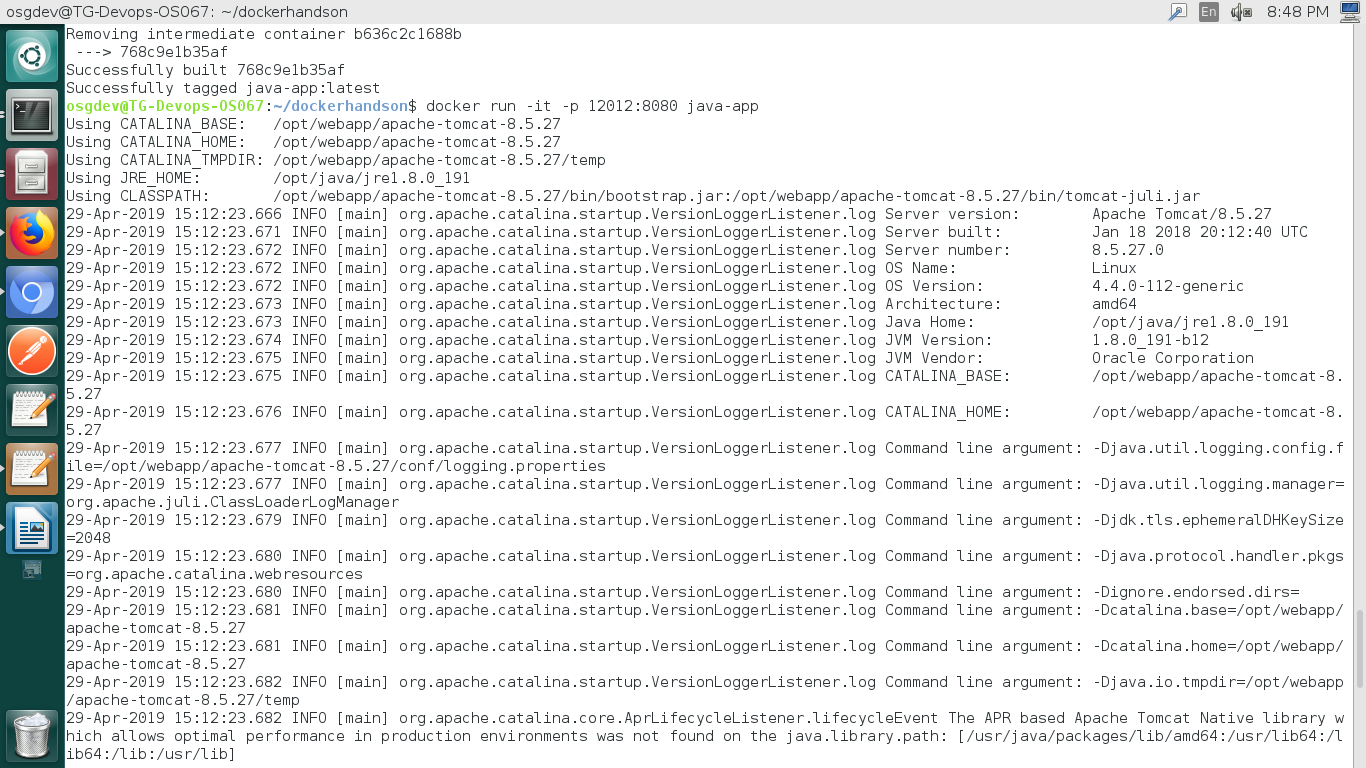 osgdev@TG-Devops-OS067: ~/dockerhandson
En
8:48 PM
Removing intermediate container b636c2c1688b
 ---> 768c9e1b35af
Successfully built 768c9e1b35af
Successfully tagged java-app:latest
osgdev@TG-Devops-OS067:~/dockerhandson$ docker run -it -p 12012:8080 java-app
Using CATALINA_BASE:   /opt/webapp/apache-tomcat-8.5.27
Using CATALINA_HOME:   /opt/webapp/apache-tomcat-8.5.27
Using CATALINA_TMPDIR: /opt/webapp/apache-tomcat-8.5.27/temp
Using JRE_HOME:        /opt/java/jre1.8.0_191
Using CLASSPATH:       /opt/webapp/apache-tomcat-8.5.27/bin/bootstrap.jar:/opt/webapp/apache-tomcat-8.5.27/bin/tomcat-juli.jar
29-Apr-2019 15:12:23.666 INFO [main] org.apache.catalina.startup.VersionLoggerListener.log Server version:        Apache Tomcat/8.5.27
29-Apr-2019 15:12:23.671 INFO [main] org.apache.catalina.startup.VersionLoggerListener.log Server built:          Jan 18 2018 20:12:40 UTC
29-Apr-2019 15:12:23.672 INFO [main] org.apache.catalina.startup.VersionLoggerListener.log Server number:         8.5.27.0
29-Apr-2019 15:12:23.672 INFO [main] org.apache.catalina.startup.VersionLoggerListener.log OS Name:               Linux
29-Apr-2019 15:12:23.672 INFO [main] org.apache.catalina.startup.VersionLoggerListener.log OS Version:            4.4.0-112-generic
29-Apr-2019 15:12:23.673 INFO [main] org.apache.catalina.startup.VersionLoggerListener.log Architecture:          amd64
29-Apr-2019 15:12:23.673 INFO [main] org.apache.catalina.startup.VersionLoggerListener.log Java Home:             /opt/java/jre1.8.0_191
29-Apr-2019 15:12:23.674 INFO [main] org.apache.catalina.startup.VersionLoggerListener.log JVM Version:           1.8.0_191-b12
29-Apr-2019 15:12:23.675 INFO [main] org.apache.catalina.startup.VersionLoggerListener.log JVM Vendor:            Oracle Corporation
29-Apr-2019 15:12:23.675 INFO [main] org.apache.catalina.startup.VersionLoggerListener.log CATALINA_BASE:         /opt/webapp/apache-tomcat-8.
5.27
29-Apr-2019 15:12:23.676 INFO [main] org.apache.catalina.startup.VersionLoggerListener.log CATALINA_HOME:         /opt/webapp/apache-tomcat-8.
5.27
29-Apr-2019 15:12:23.677 INFO [main] org.apache.catalina.startup.VersionLoggerListener.log Command line argument: -Djava.util.logging.config.f
ile=/opt/webapp/apache-tomcat-8.5.27/conf/logging.properties
29-Apr-2019 15:12:23.677 INFO [main] org.apache.catalina.startup.VersionLoggerListener.log Command line argument: -Djava.util.logging.manager=
org.apache.juli.ClassLoaderLogManager
29-Apr-2019 15:12:23.679 INFO [main] org.apache.catalina.startup.VersionLoggerListener.log Command line argument: -Djdk.tls.ephemeralDHKeySize
=2048
29-Apr-2019 15:12:23.680 INFO [main] org.apache.catalina.startup.VersionLoggerListener.log Command line argument: -Djava.protocol.handler.pkgs
=org.apache.catalina.webresources
29-Apr-2019 15:12:23.680 INFO [main] org.apache.catalina.startup.VersionLoggerListener.log Command line argument: -Dignore.endorsed.dirs=
29-Apr-2019 15:12:23.681 INFO [main] org.apache.catalina.startup.VersionLoggerListener.log Command line argument: -Dcatalina.base=/opt/webapp/
apache-tomcat-8.5.27
29-Apr-2019 15:12:23.681 INFO [main] org.apache.catalina.startup.VersionLoggerListener.log Command line argument: -Dcatalina.home=/opt/webapp/
apache-tomcat-8.5.27
29-Apr-2019 15:12:23.682 INFO [main] org.apache.catalina.startup.VersionLoggerListener.log Command line argument: -Djava.io.tmpdir=/opt/webapp
/apache-tomcat-8.5.27/temp
29-Apr-2019 15:12:23.682 INFO [main] org.apache.catalina.core.AprLifecycleListener.lifecycleEvent The APR based Apache Tomcat Native library w
hich allows optimal performance in production environments was not found on the java.library.path: [/usr/java/packages/lib/amd64:/usr/lib64:/l
ib64:/lib:/usr/lib]